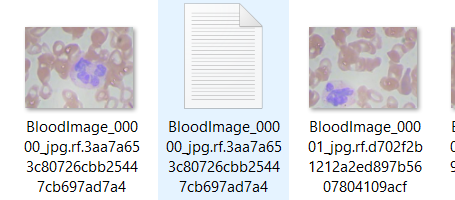 BloodImage_000
00_jpg.rf.3aa7a65
3c80726cbb2544
7cb697ad7a4
BloodImage_000
00_jpg.rf.3aa7a65
3c80726cbb2544
7cb697ad7a4
BloodImage_000
01_jpg.rf.d702f2b
1212a2ed897b56
07804109acf